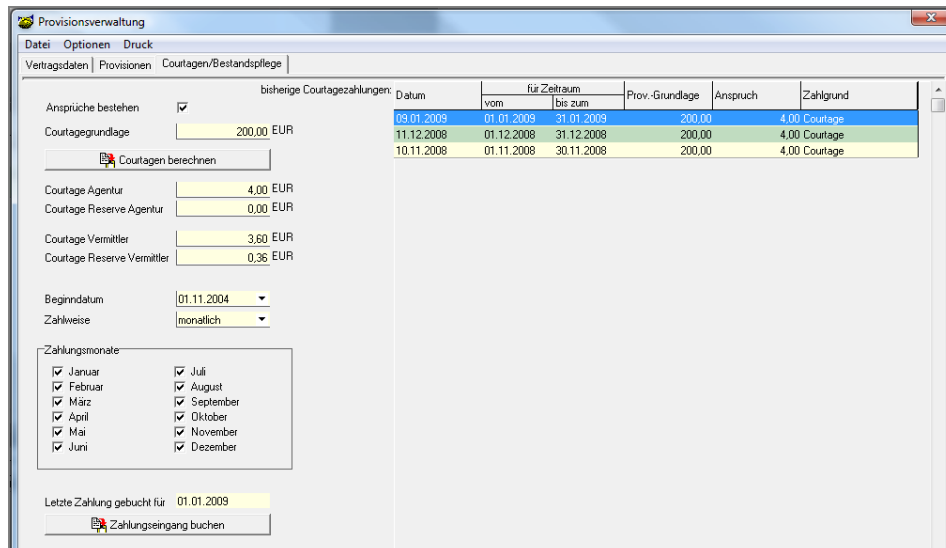 Provisionsverwaltung
Datei Optionen Druck
Vertragsdaten Provisionen Courtagen/Bestandspflege
Ansprüche bestehen
Courtagegrundlage 200,00 EUR
Courtagen berechnen
Courtage Agentur 4,00 EUR
Courtage Reserve Agentur 0,00 EUR
Courtage Vermittler 3,60 EUR
Courtage Reserve Vermittler 0,36 EUR
Beginndatum 01.11.2004
Zahlweise monatlich
Zahlungsmonate
Januar Juli
Februar August
März September
April Oktober
Mai November
Juni Dezember
Letzte Zahlung gebucht für 01.01.2009
Zahlungseingang buchen
bisherige Courtagezahlungen:
Datum für Zeitraum Prov.-Grundlage Anspruch Zahlgrund
vom bis zum
09.01.2009 01.01.2009 31.01.2009 200,00 4,00 Courtage
11.12.2008 01.12.2008 31.12.2008 200,00 4,00 Courtage
10.11.2008 01.11.2008 30.11.2008 200,00 4,00 Courtage